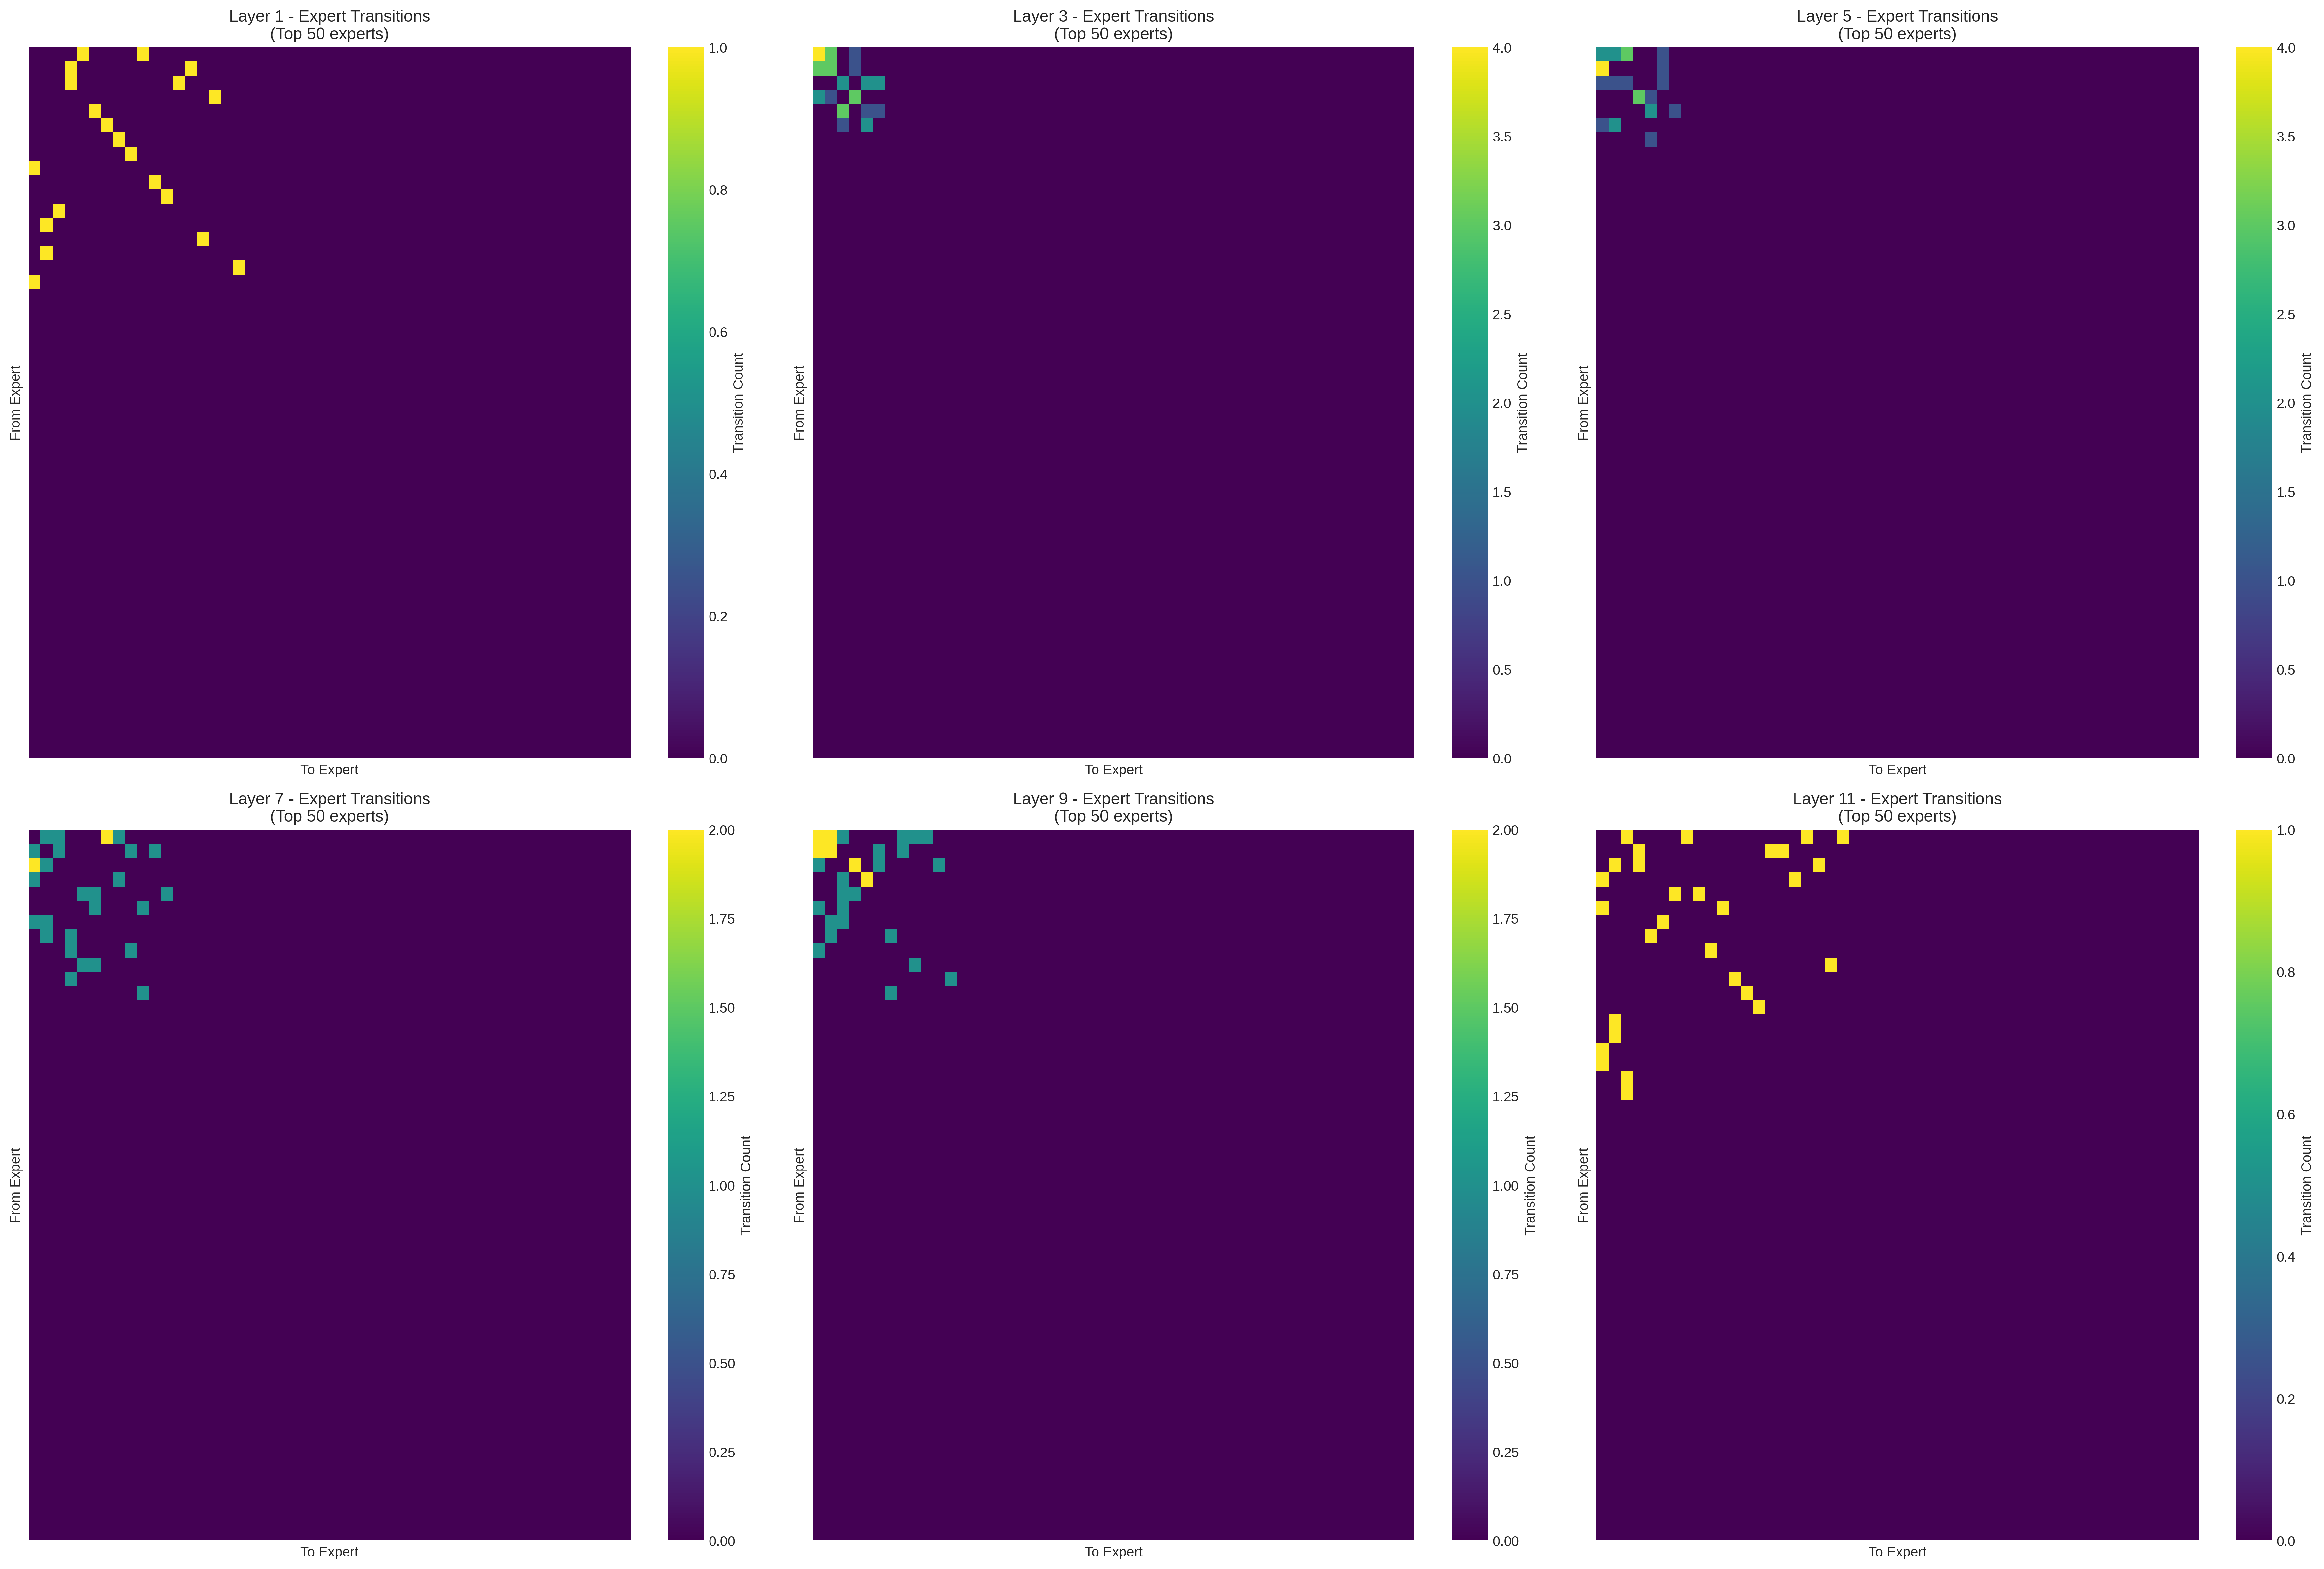 Layer 1 - Expert Transitions
(Top 50 experts)
From Expert
To Expert
1.0
0.8
0.6
0.4
0.2
0.0
Transition Count
Layer 3 - Expert Transitions
(Top 50 experts)
From Expert
To Expert
4.0
3.5
3.0
2.5
2.0
1.5
1.0
0.5
0.0
Transition Count
Layer 5 - Expert Transitions
(Top 50 experts)
From Expert
To Expert
4.0
3.5
3.0
2.5
2.0
1.5
1.0
0.5
0.0
Transition Count
Layer 7 - Expert Transitions
(Top 50 experts)
From Expert
To Expert
2.00
1.75
1.50
1.25
1.00
0.75
0.50
0.25
0.00
Transition Count
Layer 9 - Expert Transitions
(Top 50 experts)
From Expert
To Expert
2.00
1.75
1.50
1.25
1.00
0.75
0.50
0.25
0.00
Transition Count
Layer 11 - Expert Transitions
(Top 50 experts)
From Expert
To Expert
1.0
0.8
0.6
0.4
0.2
0.0
Transition Count